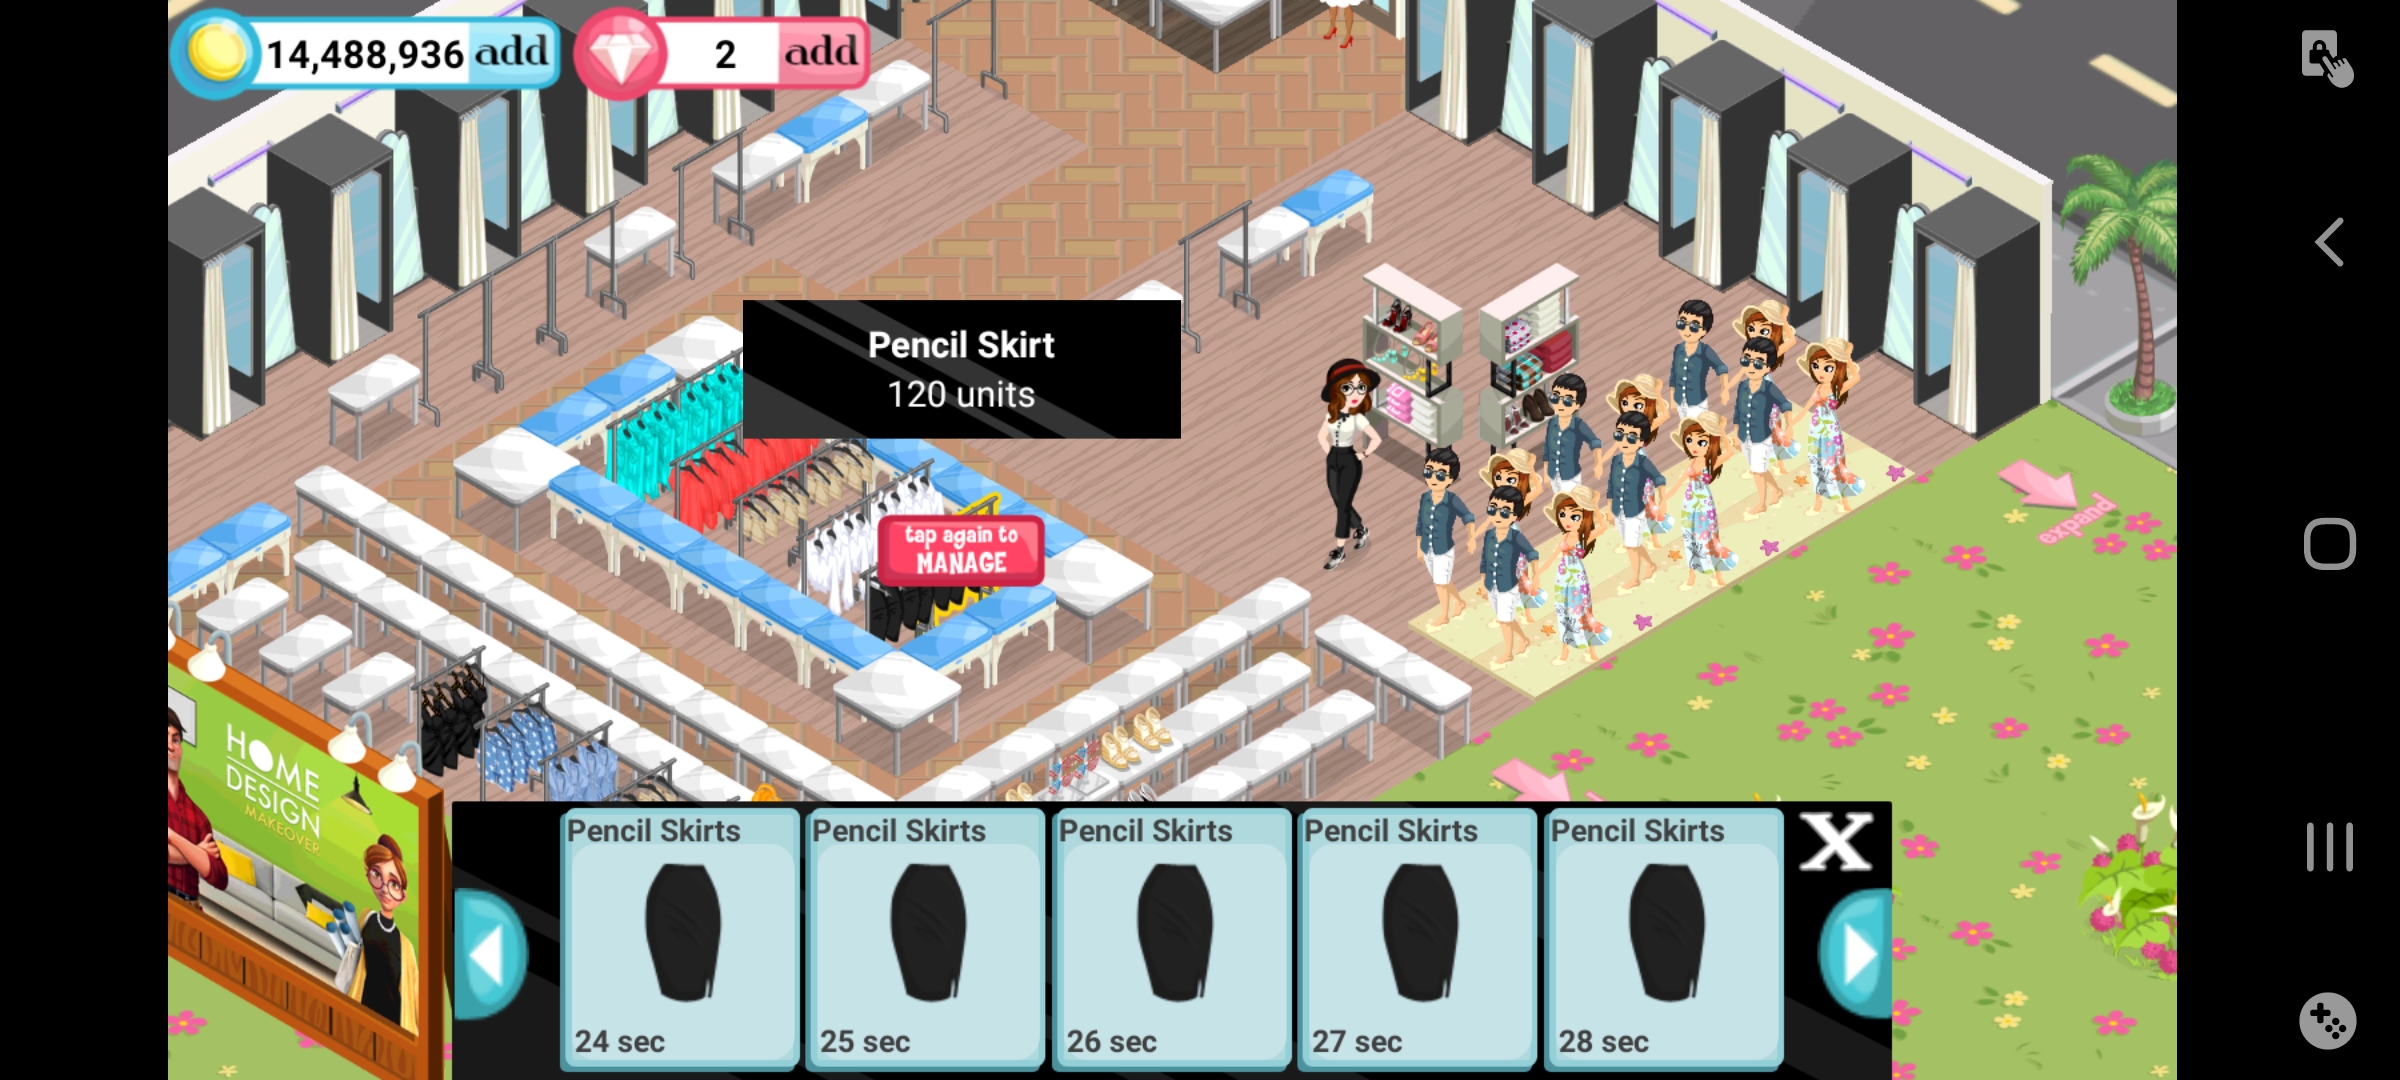 14,488,936 add
2 add
Pencil Skirt
120 units
tap again to
MANAGE
expand
HOME
DESIGN
MAKEOVER
Pencil Skirts
24 sec
Pencil Skirts
25 sec
Pencil Skirts
26 sec
Pencil Skirts
27 sec
Pencil Skirts
28 sec
X